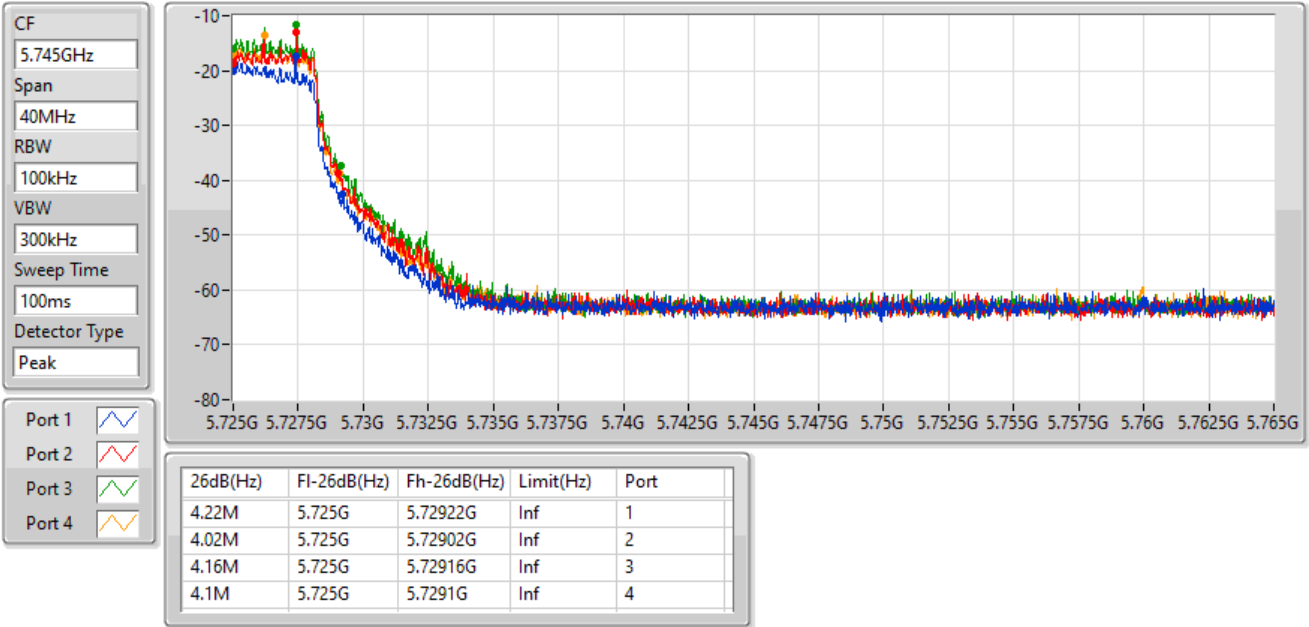 CF
5.745GHz
Span
40MHz
RBW
100kHz
VBW
300kHz
Sweep Time
100ms
Detector Type
Peak
Port 1
Port 2
Port 3
Port 4
-10
-20
-30
-40
-50
-60
-70
-80
5.725G 5.7275G 5.73G 5.7325G 5.735G 5.7375G 5.74G 5.7425G 5.745G 5.7475G 5.75G 5.7525G 5.755G 5.7575G 5.76G 5.7625G 5.765G
26dB(Hz) Fl-26dB(Hz) Fh-26dB(Hz) Limit(Hz) Port
4.22M 5.725G 5.72922G Inf 1
4.02M 5.725G 5.72902G Inf 2
4.16M 5.725G 5.72916G Inf 3
4.1M 5.725G 5.7291G Inf 4